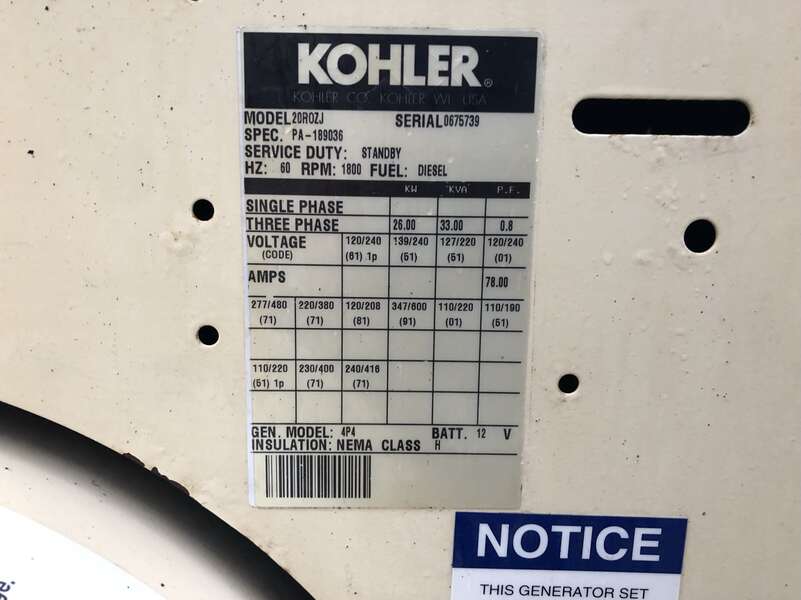 KOHLER®
KOHLER CO. KOHLER WI. USA
MODEL 20ROZJ SERIAL 0675739
SPEC. PA-189036
SERVICE DUTY: STANDBY
HZ: 60 RPM: 1800 FUEL: DIESEL
KW KVA P.F.
SINGLE PHASE
THREE PHASE 26.00 33.00 0.8
VOLTAGE 120/240 139/240 127/220 120/240
(CODE) (61) 1p (51) (51) (01)
AMPS 78.00
277/480 220/380 120/208 347/600 110/220 110/190
(71) (71) (81) (91) (01) (51)
110/220 230/400 240/416
(51) 1p (71) (71)
GEN. MODEL: 4P4 BATT. 12 V
INSULATION: NEMA CLASS H
NOTICE
THIS GENERATOR SET